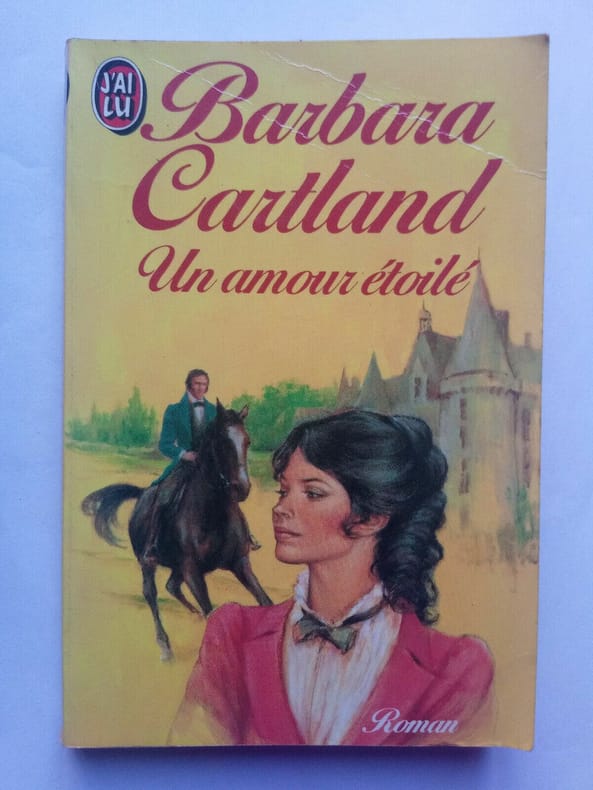 J'AI
LU
Barbara
Cartland
Un amour étoilé
Roman